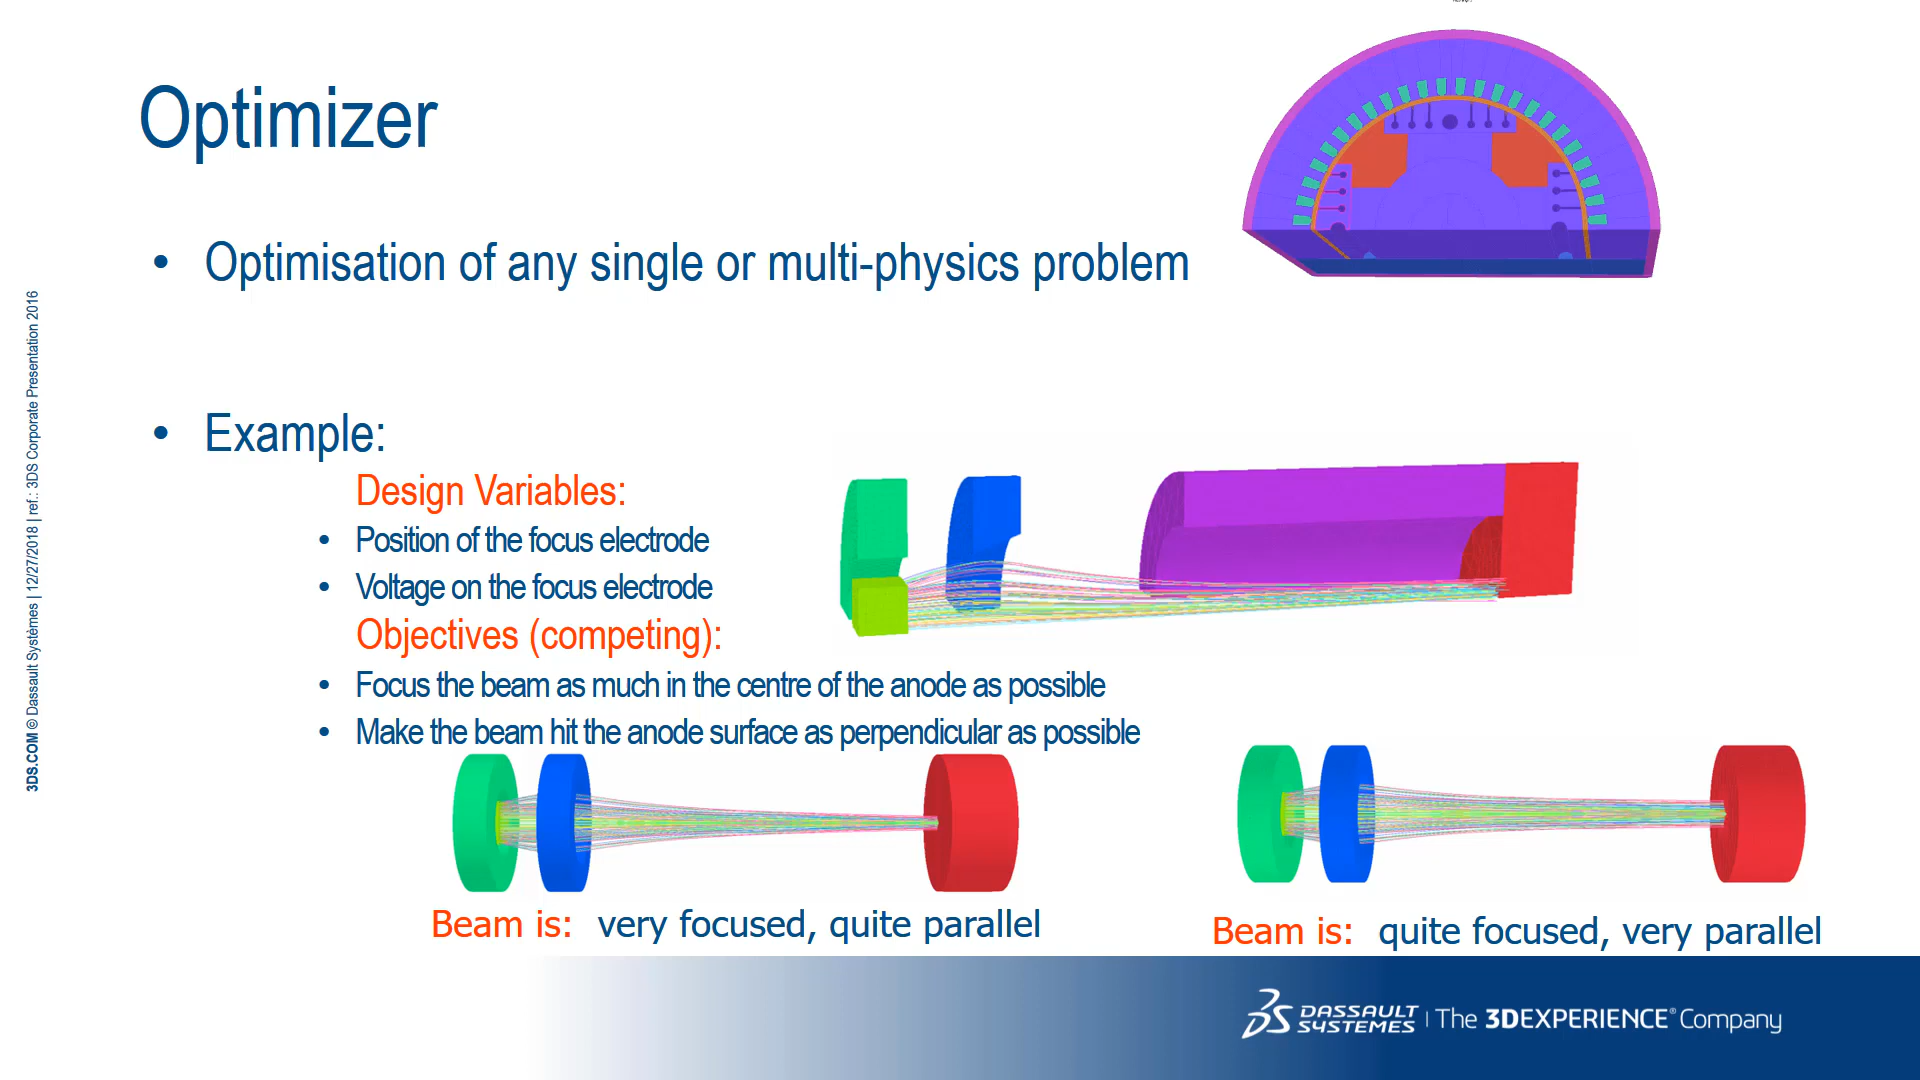 Optimizer
• Optimisation of any single or multi-physics problem
• Example:
Design Variables:
• Position of the focus electrode
• Voltage on the focus electrode
Objectives (competing):
• Focus the beam as much in the centre of the anode as possible
• Make the beam hit the anode surface as perpendicular as possible
Beam is: very focused, quite parallel
Beam is: quite focused, very parallel
3DS.COM © Dassault Systèmes | 12/27/2018 | ref.: 3DS Corporate Presentation 2016
3DS DASSAULT SYSTEMES | The 3DEXPERIENCE® Company